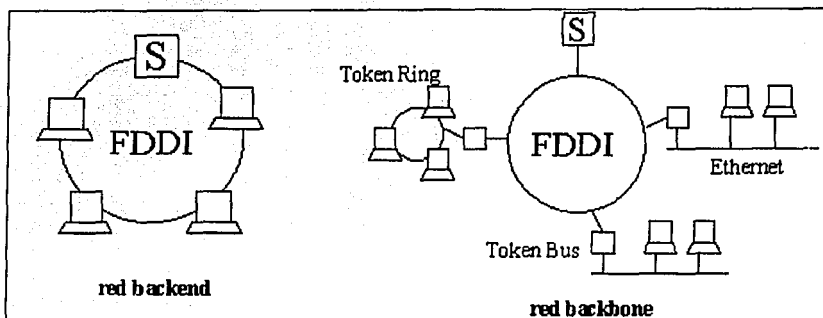 S
FDDI
red backend
S
Token Ring
FDDI
Ethernet
Token Bus
red backbone